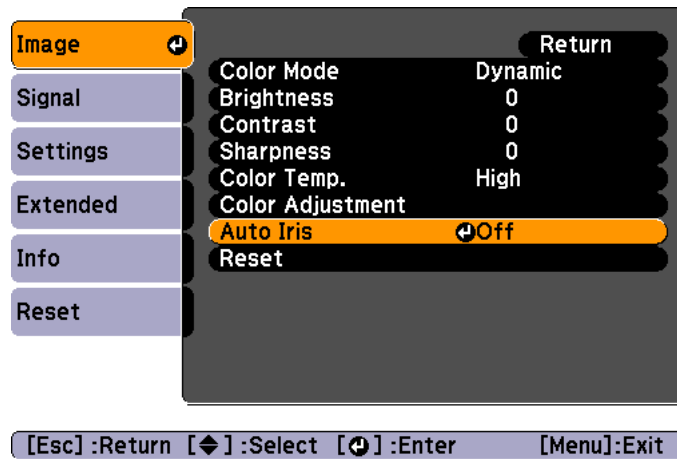 Image
Signal
Settings
Extended
Info
Reset
Return
Color Mode Dynamic
Brightness 0
Contrast 0
Sharpness 0
Color Temp. High
Color Adjustment
Auto Iris Off
Reset
[Esc] :Return [ ] :Select [ ] :Enter [Menu]:Exit